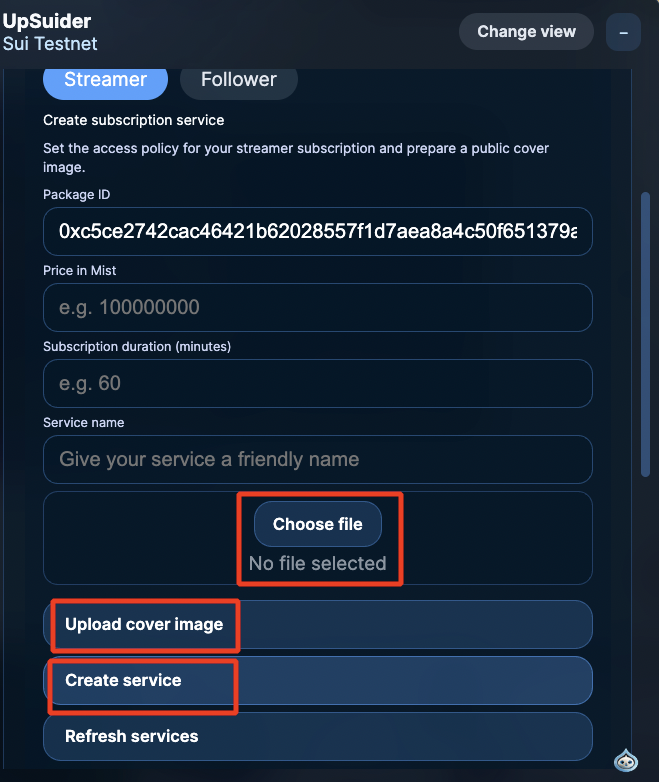 UpSuider
Sui Testnet
Change view
–
Streamer
Follower
Create subscription service
Set the access policy for your streamer subscription and prepare a public cover
image.
Package ID
0xc5ce2742cac46421b62028557f1d7aea8a4c50f651379a
Price in Mist
e.g. 100000000
Subscription duration (minutes)
e.g. 60
Service name
Give your service a friendly name
Choose file
No file selected
Upload cover image
Create service
Refresh services